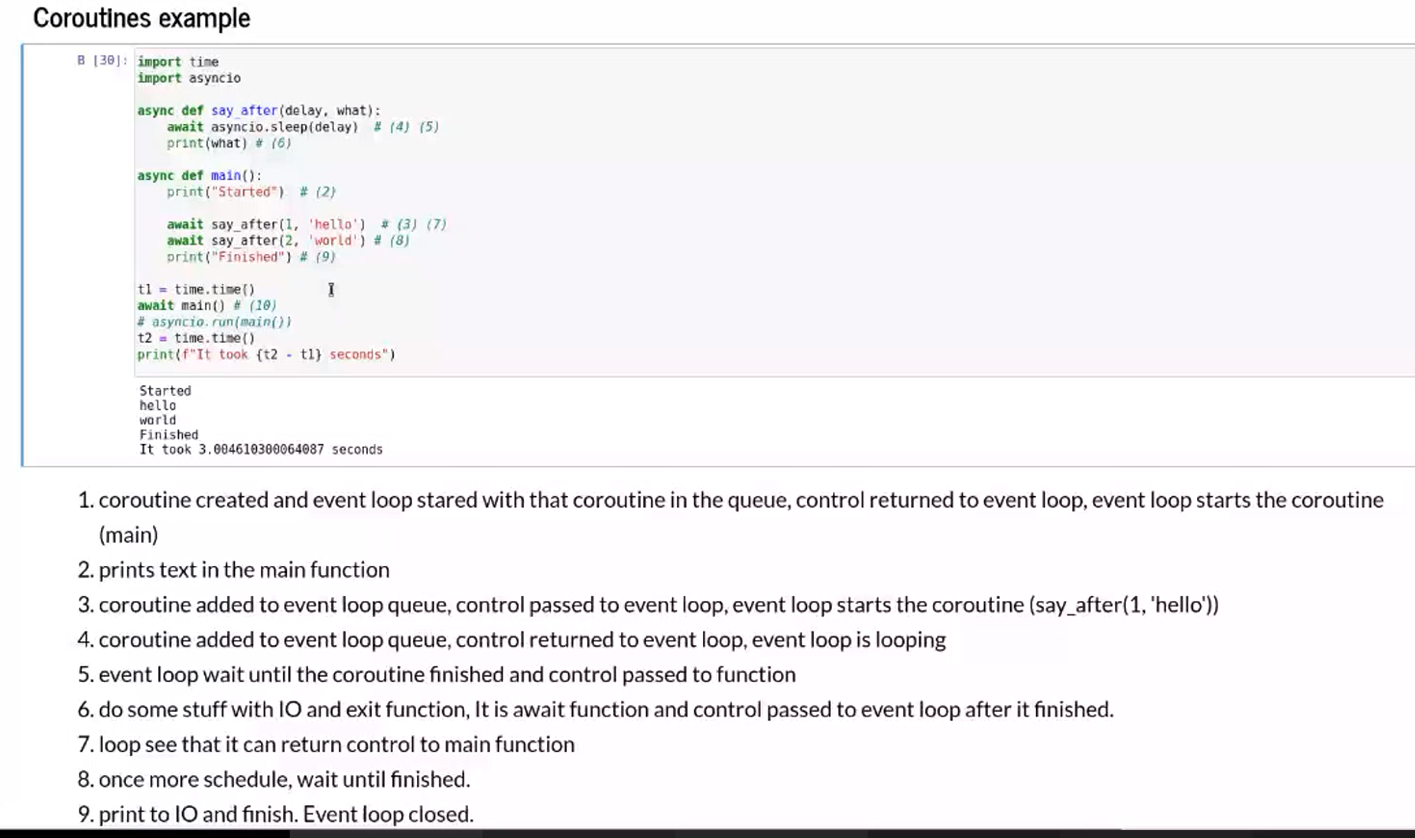 Coroutines example
B [30]: import time
import asyncio
async def say_after(delay, what):
    await asyncio.sleep(delay)  # (4) (5)
    print(what) # (6)
async def main():
    print("Started")  # (2)
    await say_after(1, 'hello')  # (3) (7)
    await say_after(2, 'world') # (8)
    print("Finished") # (9)
t1 = time.time()
await main() # (10)
# asyncio.run(main())
t2 = time.time()
print(f"It took {t2 - t1} seconds")
Started
hello
world
Finished
It took 3.004610300064087 seconds
1. coroutine created and event loop stared with that coroutine in the queue, control returned to event loop, event loop starts the coroutine
(main)
2. prints text in the main function
3. coroutine added to event loop queue, control passed to event loop, event loop starts the coroutine (say_after(1, 'hello'))
4. coroutine added to event loop queue, control returned to event loop, event loop is looping
5. event loop wait until the coroutine finished and control passed to function
6. do some stuff with IO and exit function, It is await function and control passed to event loop after it finished.
7. loop see that it can return control to main function
8. once more schedule, wait until finished.
9. print to IO and finish. Event loop closed.